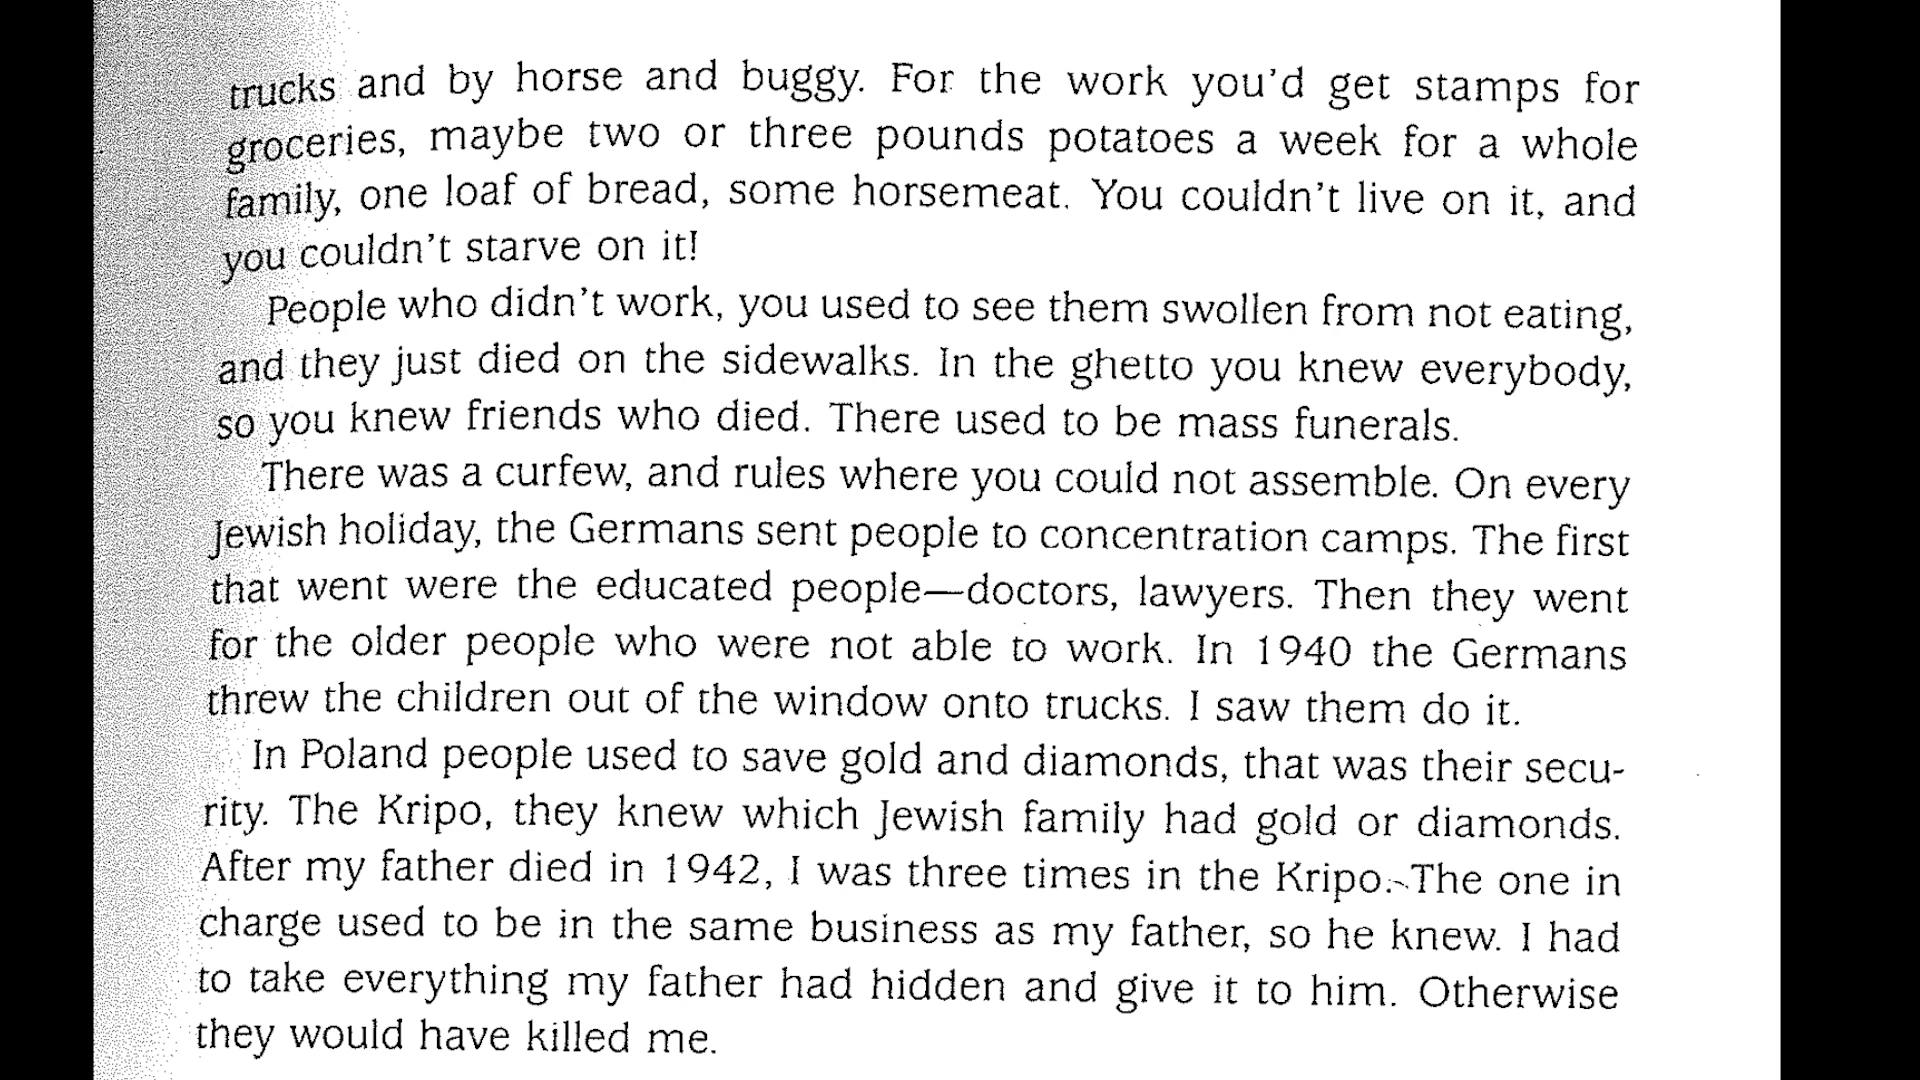 trucks and by horse and buggy. For the work you'd get stamps for
groceries, maybe two or three pounds potatoes a week for a whole
family, one loaf of bread, some horsemeat. You couldn't live on it, and
you couldn't starve on it!
People who didn't work, you used to see them swollen from not eating,
and they just died on the sidewalks. In the ghetto you knew everybody,
so you knew friends who died. There used to be mass funerals.
There was a curfew, and rules where you could not assemble. On every
Jewish holiday, the Germans sent people to concentration camps. The first
that went were the educated people—doctors, lawyers. Then they went
for the older people who were not able to work. In 1940 the Germans
threw the children out of the window onto trucks. I saw them do it.
In Poland people used to save gold and diamonds, that was their secu-
rity. The Kripo, they knew which Jewish family had gold or diamonds.
After my father died in 1942, I was three times in the Kripo. The one in
charge used to be in the same business as my father, so he knew. I had
to take everything my father had hidden and give it to him. Otherwise
they would have killed me.